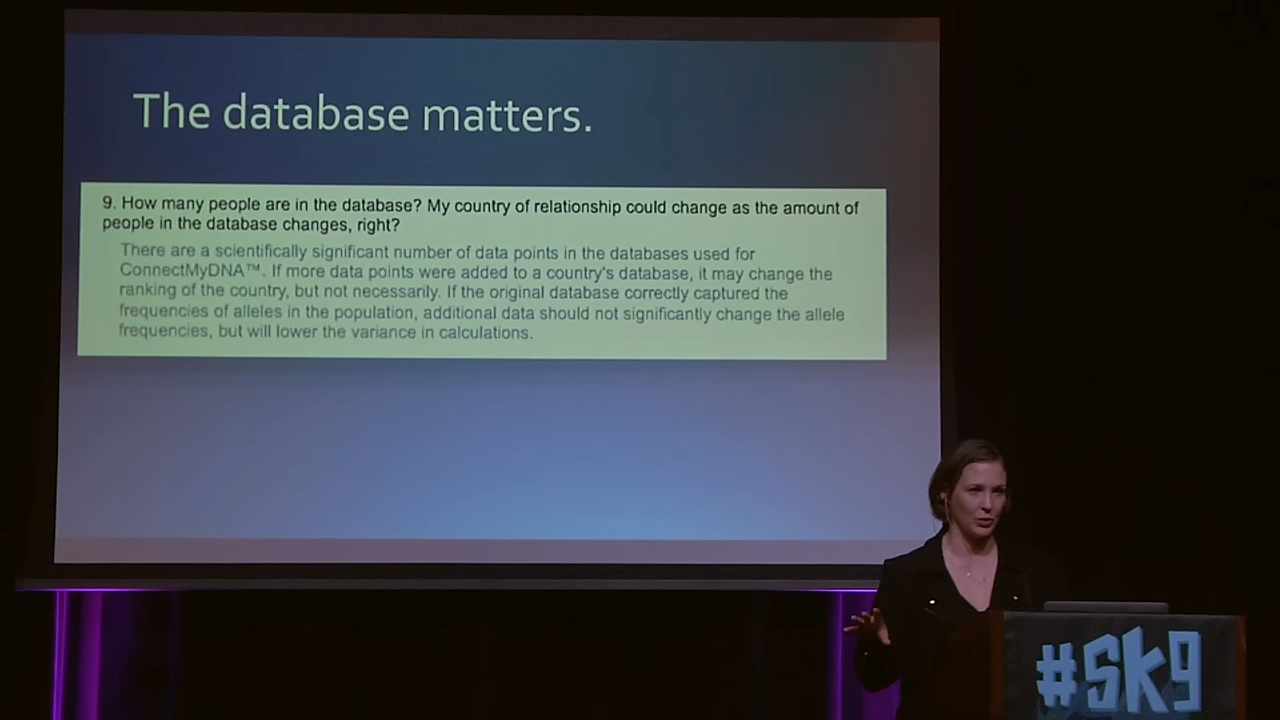 The database matters.
9. How many people are in the database? My country of relationship could change as the amount of
people in the database changes, right?
There are a scientifically significant number of data points in the databases used for
ConnectMyDNA™. If more data points were added to a country's database, it may change the
ranking of the country, but not necessarily. If the original database correctly captured the
frequencies of alleles in the population, additional data should not significantly change the allele
frequencies, but will lower the variance in calculations.
#SK9